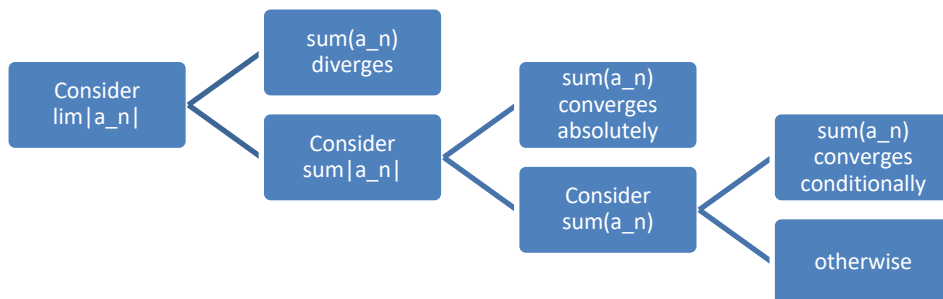 Consider
lim|a_n|
sum(a_n)
diverges
Consider
sum|a_n|
sum(a_n)
converges
absolutely
Consider
sum(a_n)
sum(a_n)
converges
conditionally
otherwise